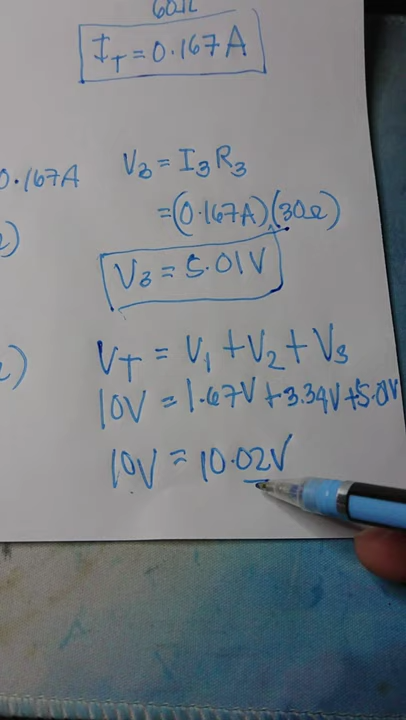 60Ω
I_T = 0.167A
0.167A
V_3 = I_3 R_3
= (0.167A)(30Ω)
V_3 = 5.01V
V_T = V_1 + V_2 + V_3
10V = 1.67V + 3.34V + 5.01V
10V = 10.02V